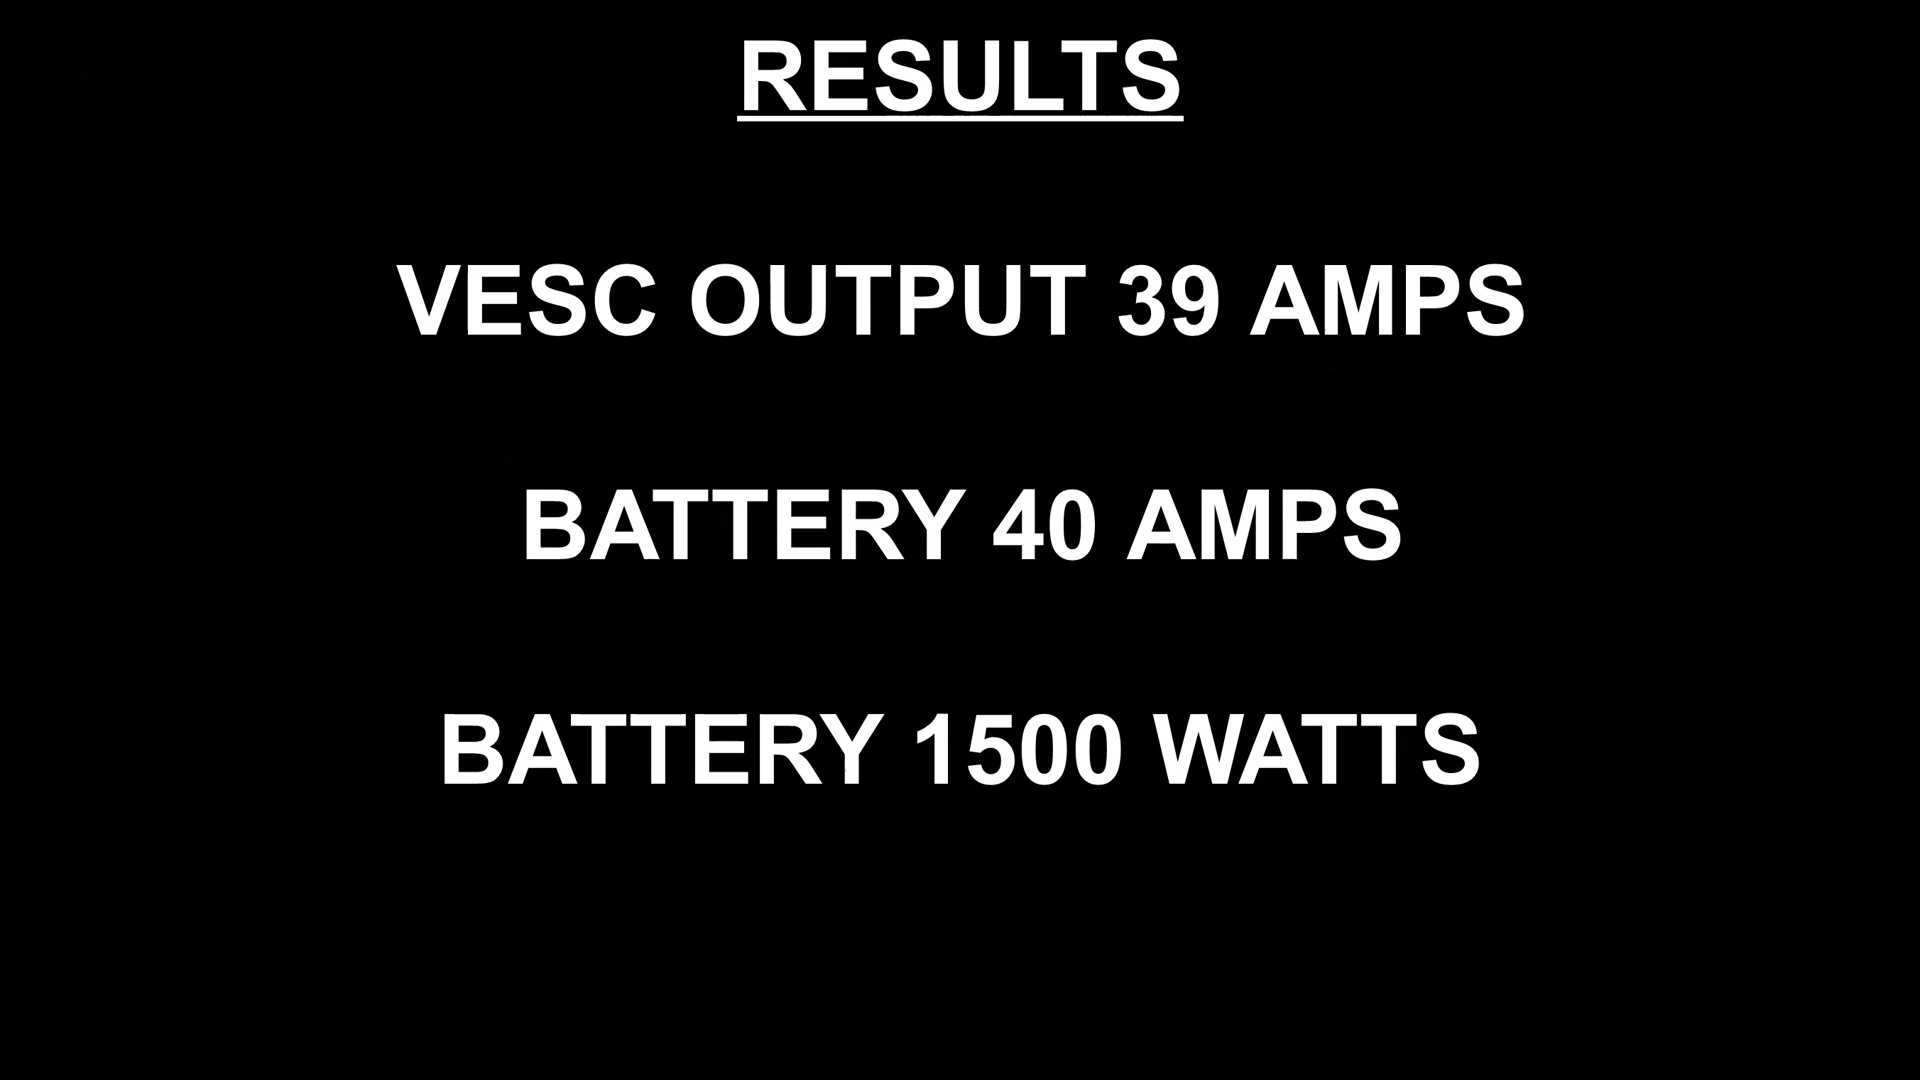 RESULTS
VESC OUTPUT 39 AMPS
BATTERY 40 AMPS
BATTERY 1500 WATTS